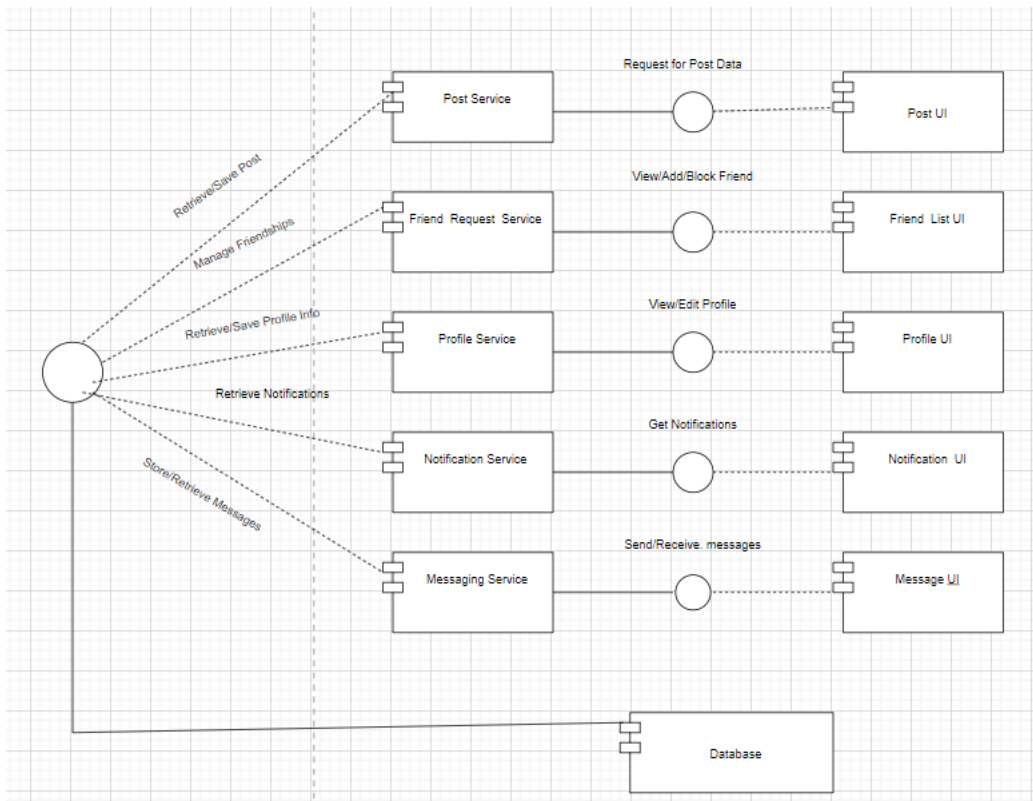 Request for Post Data
Post Service
Post UI
Retrieve/Save Post
View/Add/Block Friend
Friend Request Service
Friend List UI
Manage Friendships
View/Edit Profile
Retrieve/Save Profile Info
Profile Service
Profile UI
Retrieve Notifications
Get Notifications
Notification Service
Notification UI
Store/Retrieve Messages
Send/Receive. messages
Messaging Service
Message UI
Database